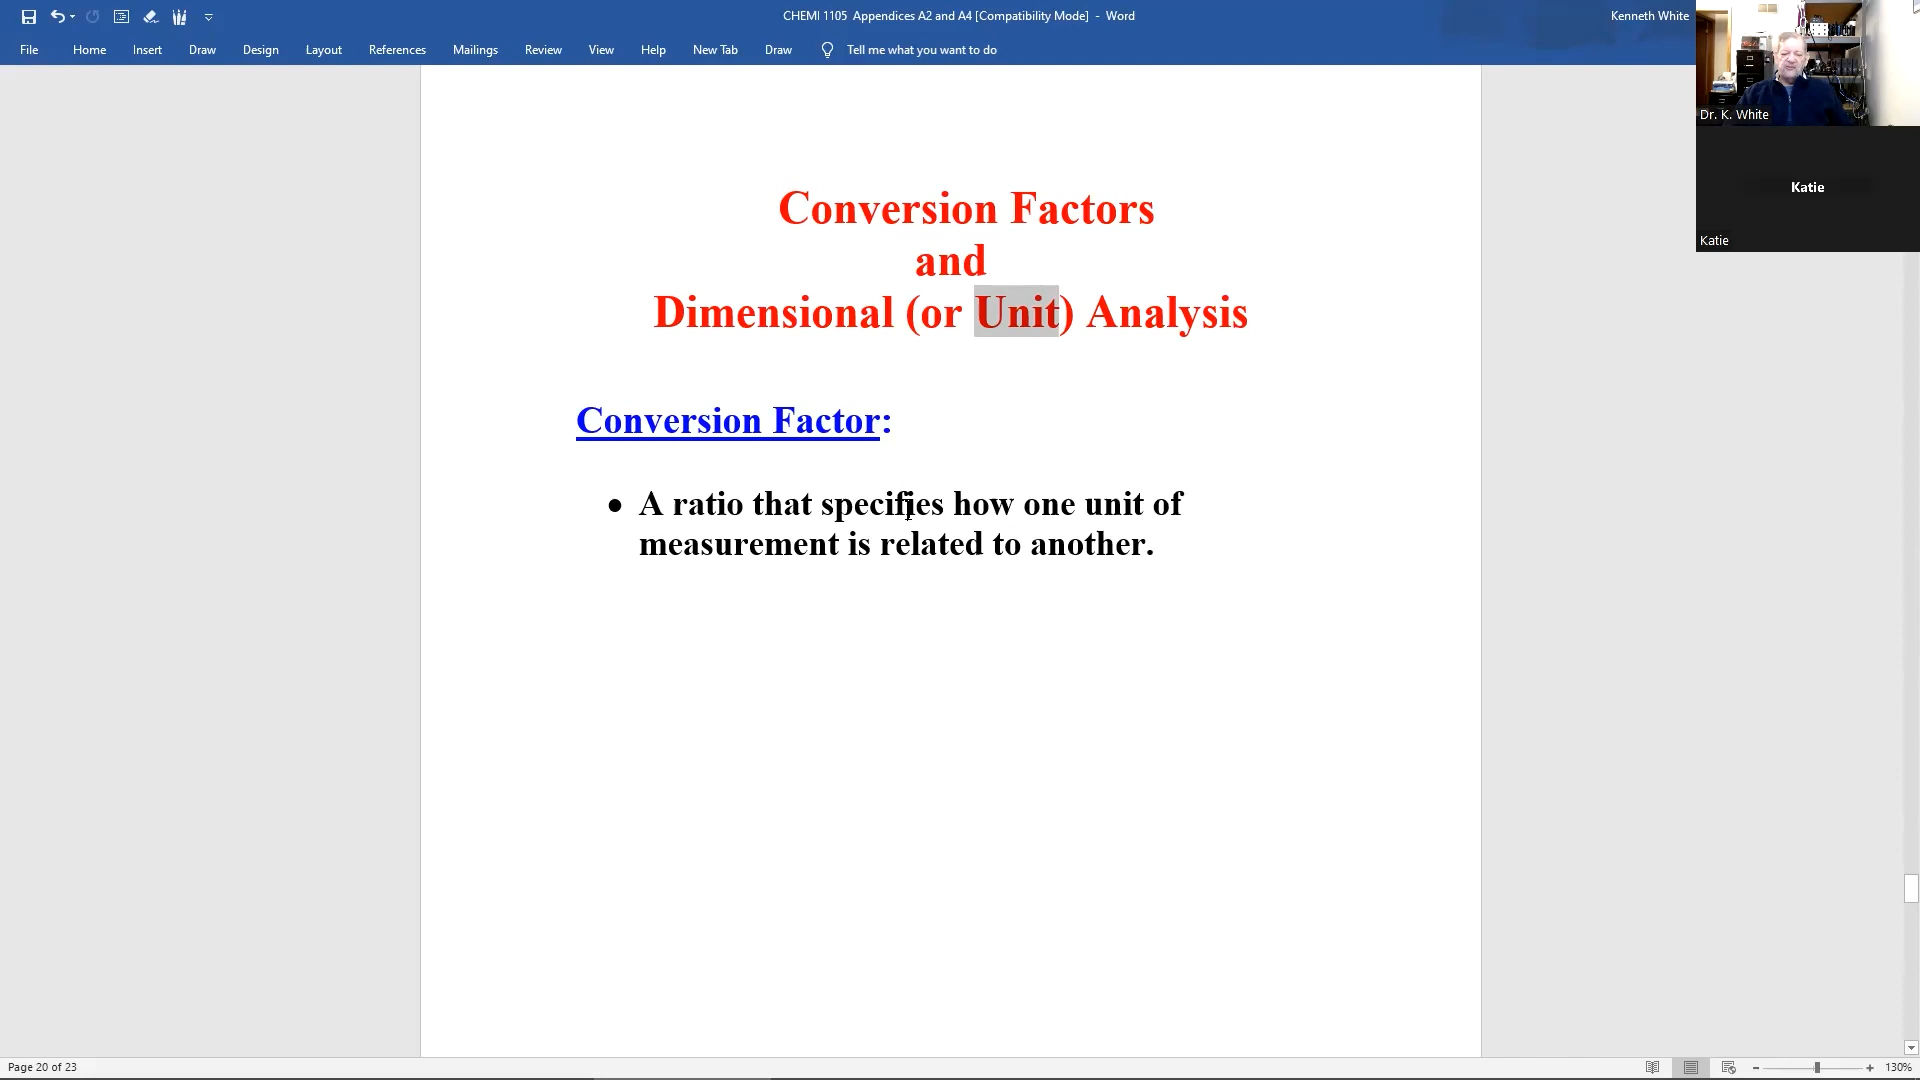 CHEMI 1105 Appendices A2 and A4 [Compatibility Mode] - Word
Kenneth White
File Home Insert Draw Design Layout References Mailings Review View Help New Tab Draw Tell me what you want to do
Dr. K. White
Katie
Katie
Conversion Factors
and
Dimensional (or Unit) Analysis
Conversion Factor:
• A ratio that specifies how one unit of
measurement is related to another.
Page 20 of 23
130%